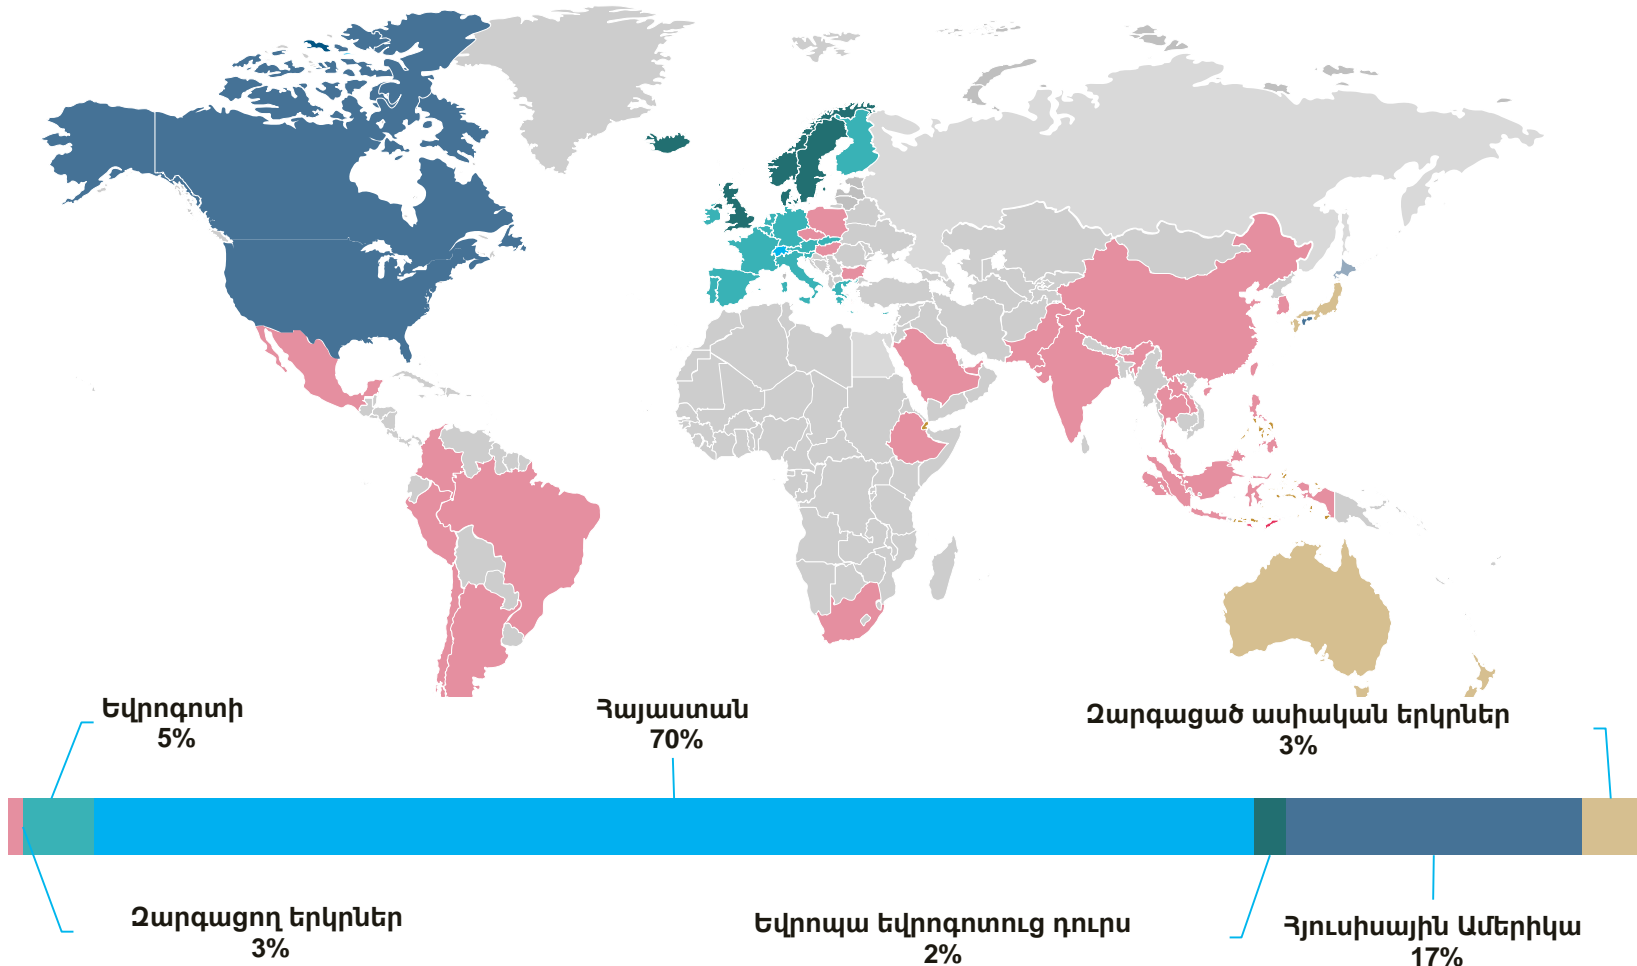 Եվրոգոտի
5%
Հայաստան
70%
Զարգացած ասիական երկրներ
3%
Զարգացող երկրներ
3%
Եվրոպա եվրոգոտուց դուրս
2%
Հյուսիսային Ամերիկա
17%